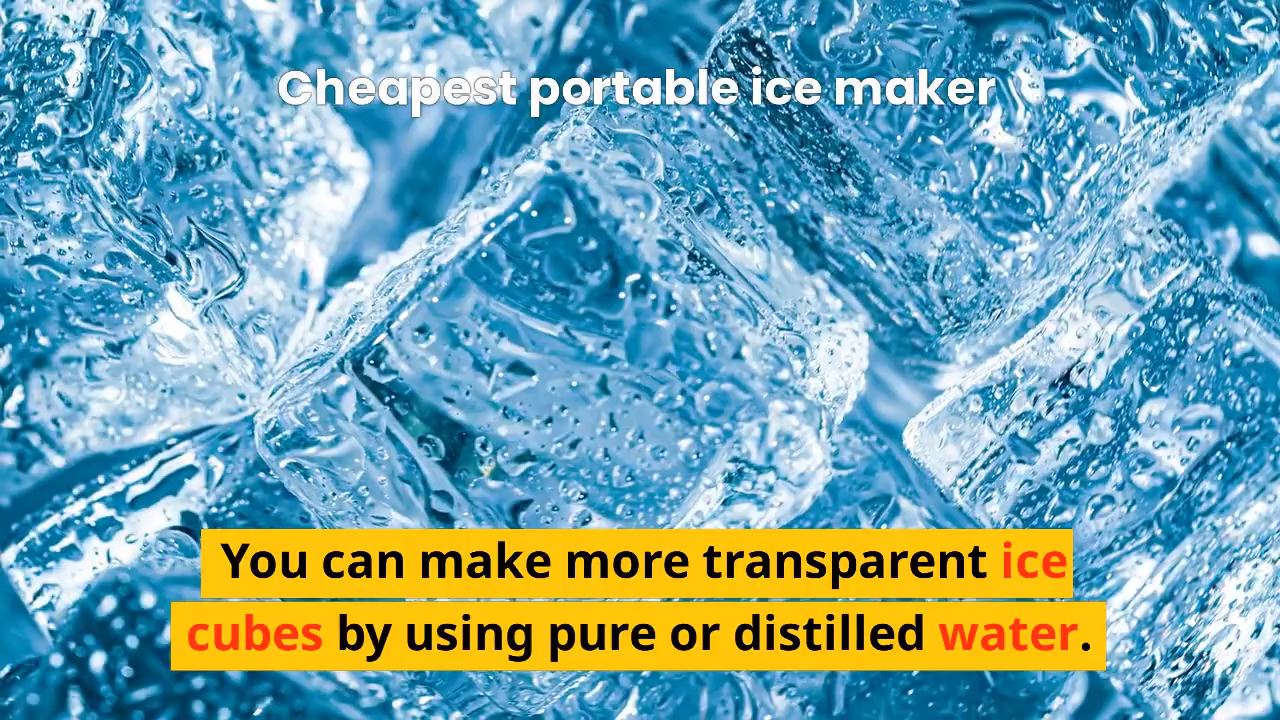 Cheapest portable ice maker
You can make more transparent ice
cubes by using pure or distilled water.